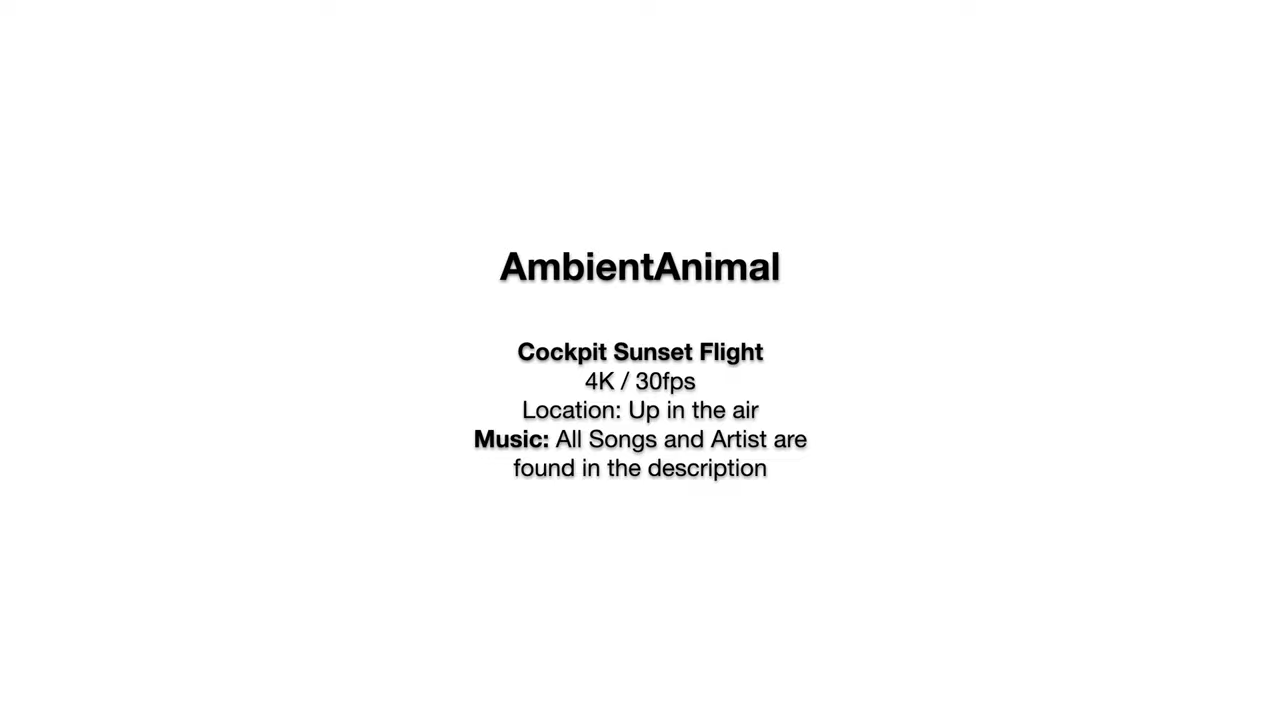 AmbientAnimal
Cockpit Sunset Flight
4K / 30fps
Location: Up in the air
Music: All Songs and Artist are
found in the description